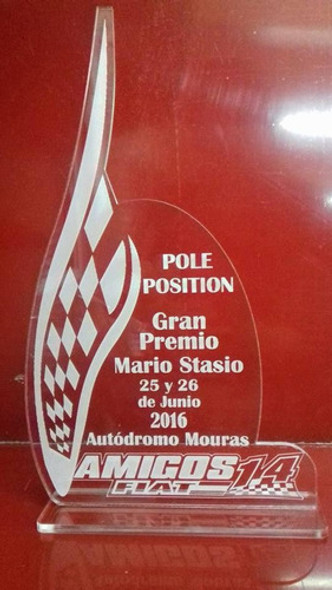 POLE
POSITION
Gran
Premio
Mario Stasio
25 y 26
de Junio
2016
Autódromo Mouras
AMIGOS 14
FIAT